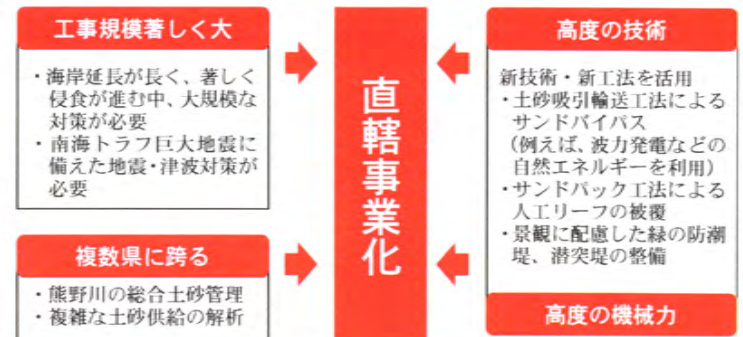 工事規模著しく大
・海岸延長が長く、著しく
侵食が進む中、大規模な
対策が必要
・南海トラフ巨大地震に
備えた地震・津波対策が
必要
複数県に跨る
・熊野川の総合土砂管理
・複雑な土砂供給の解析
直轄事業化
高度の技術
新技術・新工法を活用
・土砂吸引輸送工法による
サンドバイパス
（例えば、波力発電などの
自然エネルギーを利用）
・サンドパック工法による
人工リーフの被覆
・景観に配慮した緑の防潮
堤、潜突堤の整備
高度の機械力